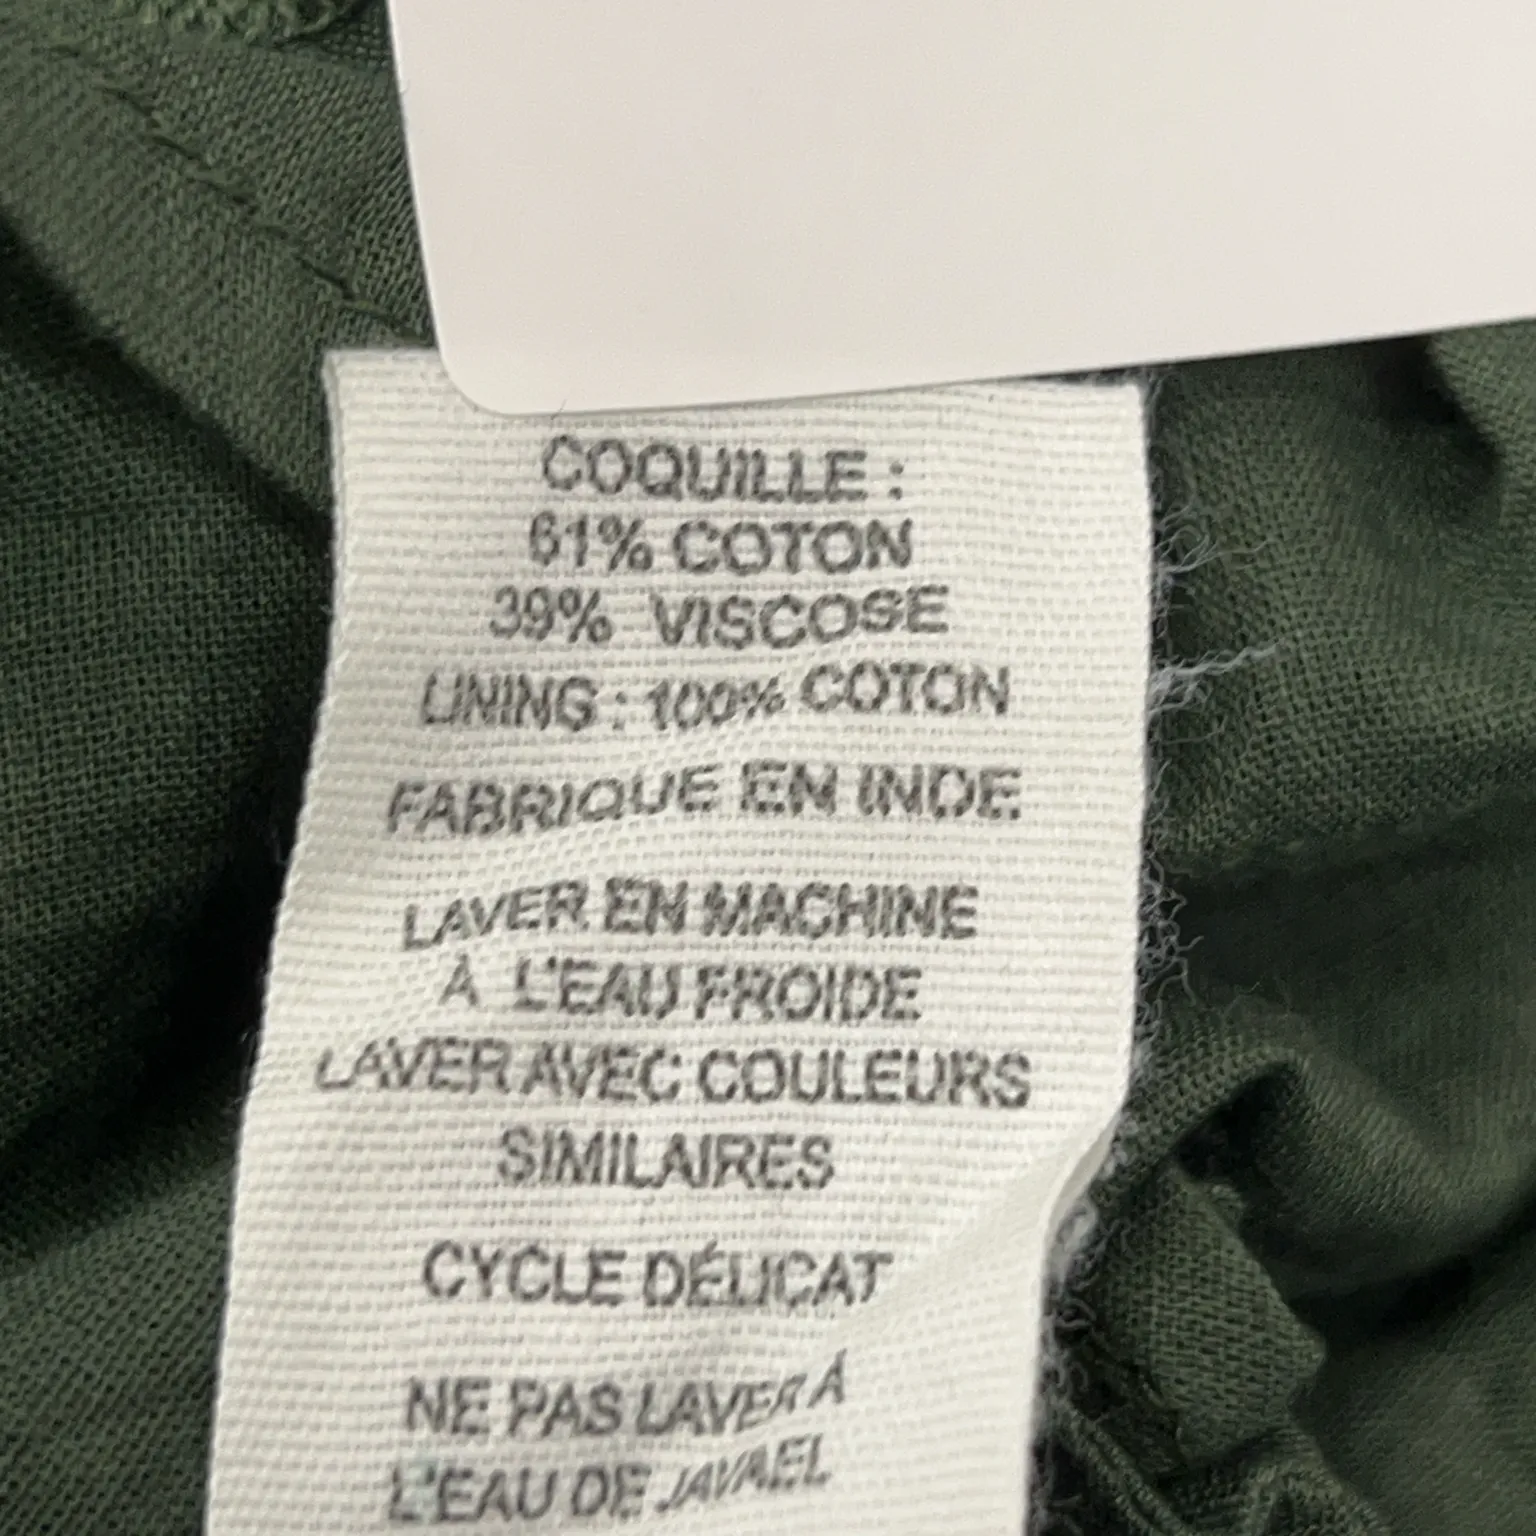 COQUILLE :
61% COTON
39% VISCOSE
LINING : 100% COTON
FABRIQUE EN INDE
LAVER EN MACHINE
À L'EAU FROIDE
LAVER AVEC COULEURS
SIMILAIRES
CYCLE DÉLICAT
NE PAS LAVER À
L'EAU DE JAVAEL